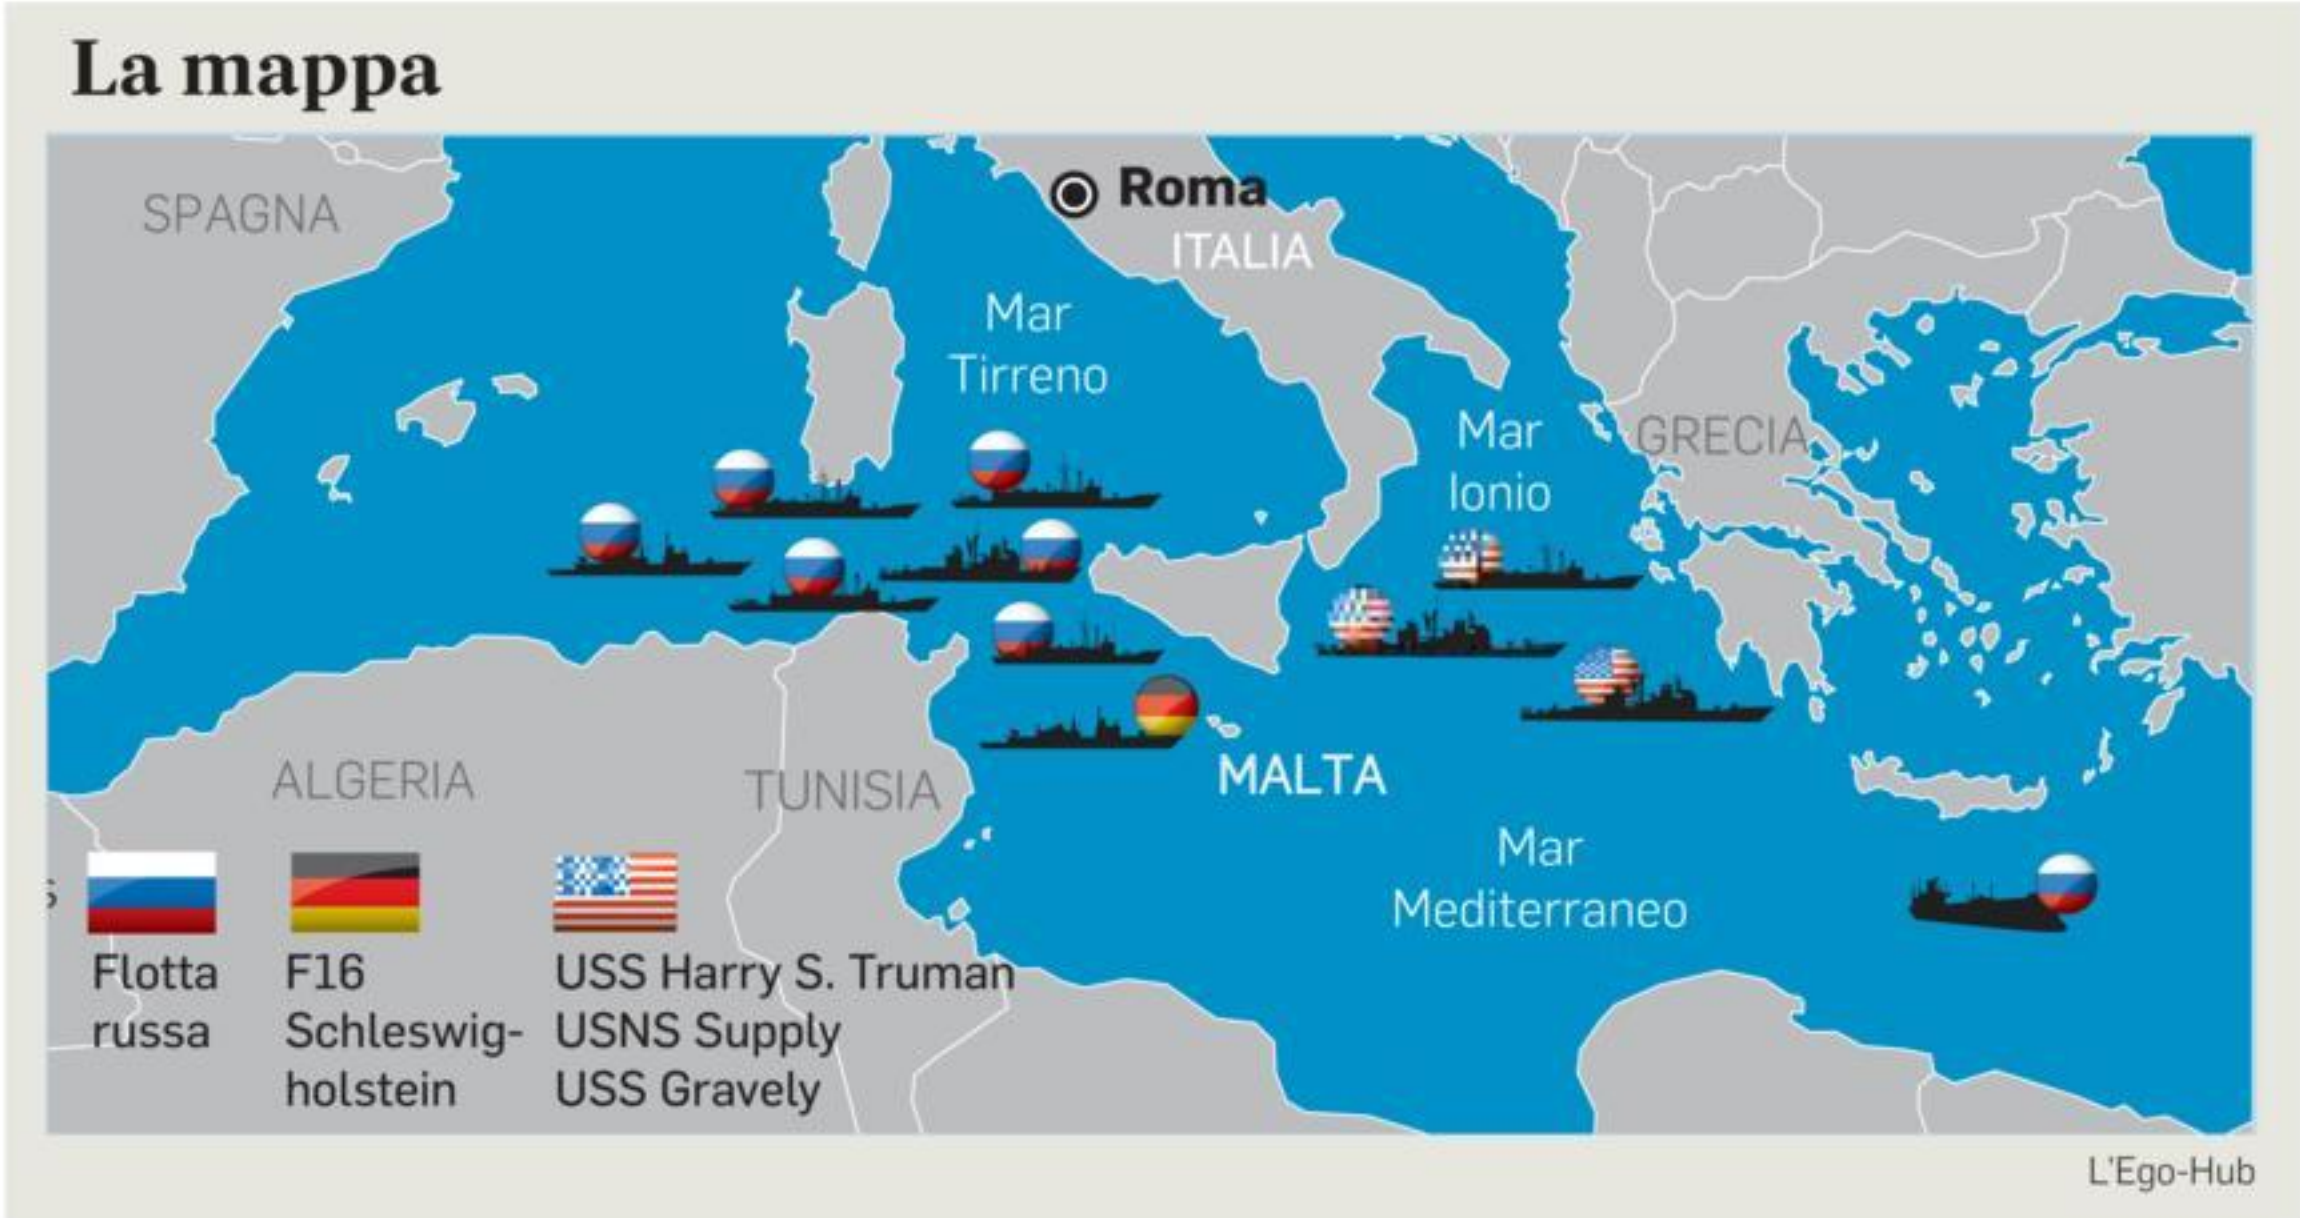 La mappa
SPAGNA
Roma
ITALIA
Mar
Tirreno
Mar
Ionio
GRECIA
MALTA
ALGERIA
TUNISIA
Mar
Mediterraneo
Flotta
russa
F16
Schleswig-
holstein
USS Harry S. Truman
USNS Supply
USS Gravely
L'Ego-Hub